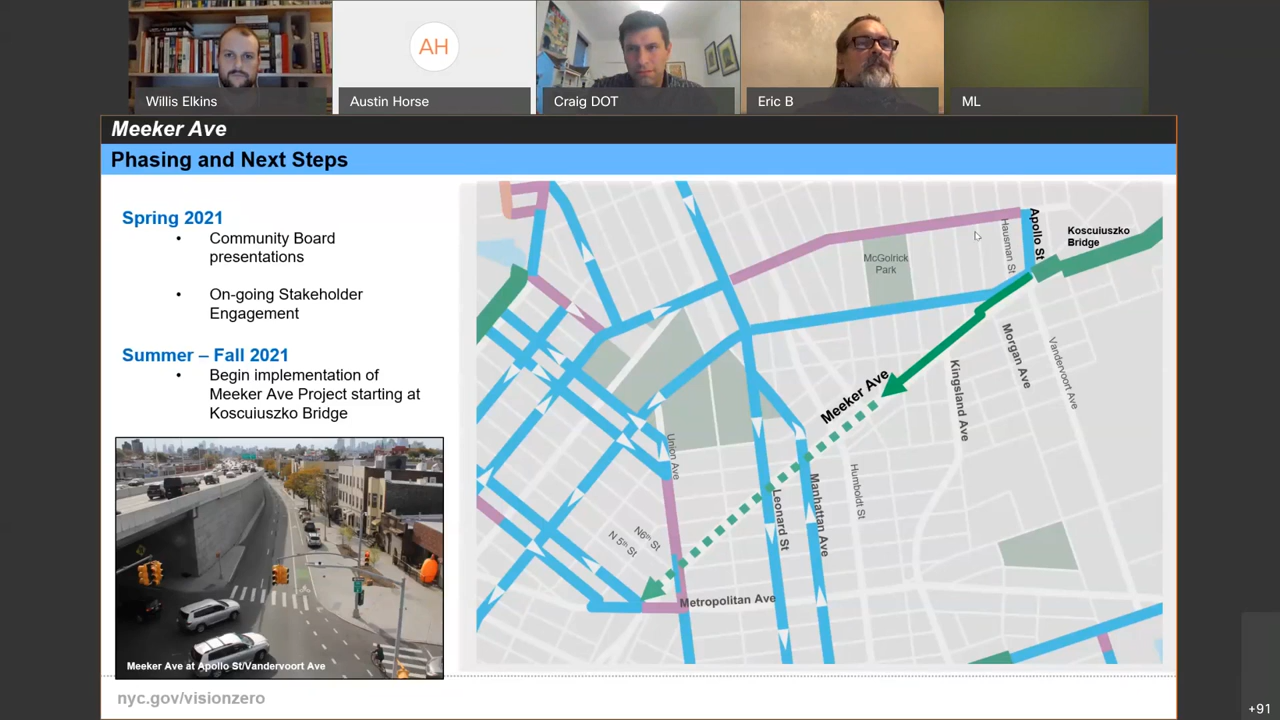 Willis Elkins
AH
Austin Horse
Craig DOT
Eric B
ML
Meeker Ave
Phasing and Next Steps
Spring 2021
• Community Board
presentations
• On-going Stakeholder
Engagement
Summer – Fall 2021
• Begin implementation of
Meeker Ave Project starting at
Koscuiuszko Bridge
Meeker Ave at Apollo St/Vandervoort Ave
Apollo St
Hausman St
Koscuiuszko
Bridge
McGolrick
Park
Morgan Ave
Vandervoort Ave
Kingsland Ave
Meeker Ave
Union Ave
Humboldt St
Manhattan Ave
Leonard St
N6th St
N 5th St
Metropolitan Ave
nyc.gov/visionzero
+91